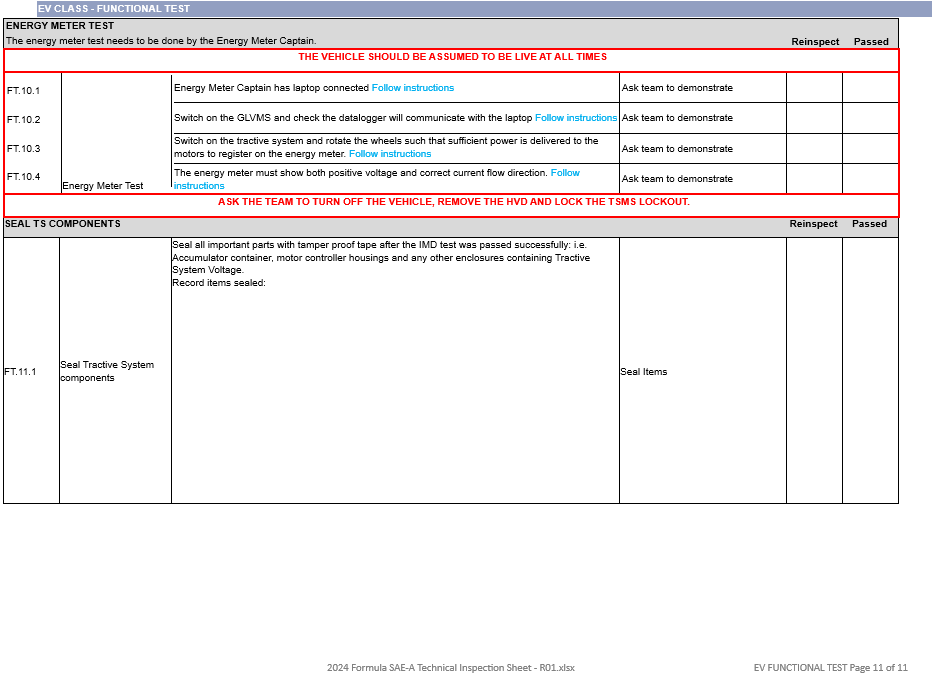 EV CLASS - FUNCTIONAL TEST
ENERGY METER TEST
The energy meter test needs to be done by the Energy Meter Captain.
Reinspect Passed
THE VEHICLE SHOULD BE ASSUMED TO BE LIVE AT ALL TIMES
FT.10.1 Energy Meter Captain has laptop connected Follow instructions Ask team to demonstrate
FT.10.2 Switch on the GLVMS and check the datalogger will communicate with the laptop Follow instructions Ask team to demonstrate
FT.10.3 Switch on the tractive system and rotate the wheels such that sufficient power is delivered to the
motors to register on the energy meter. Follow instructions Ask team to demonstrate
FT.10.4 Energy Meter Test The energy meter must show both positive voltage and correct current flow direction. Follow
instructions Ask team to demonstrate
ASK THE TEAM TO TURN OFF THE VEHICLE, REMOVE THE HVD AND LOCK THE TSMS LOCKOUT.
SEAL TS COMPONENTS Reinspect Passed
Seal all important parts with tamper proof tape after the IMD test was passed successfully: i.e.
Accumulator container, motor controller housings and any other enclosures containing Tractive
System Voltage.
Record items sealed:
FT.11.1 Seal Tractive System
components
Seal Items
2024 Formula SAE-A Technical Inspection Sheet - R01.xlsx
EV FUNCTIONAL TEST Page 11 of 11